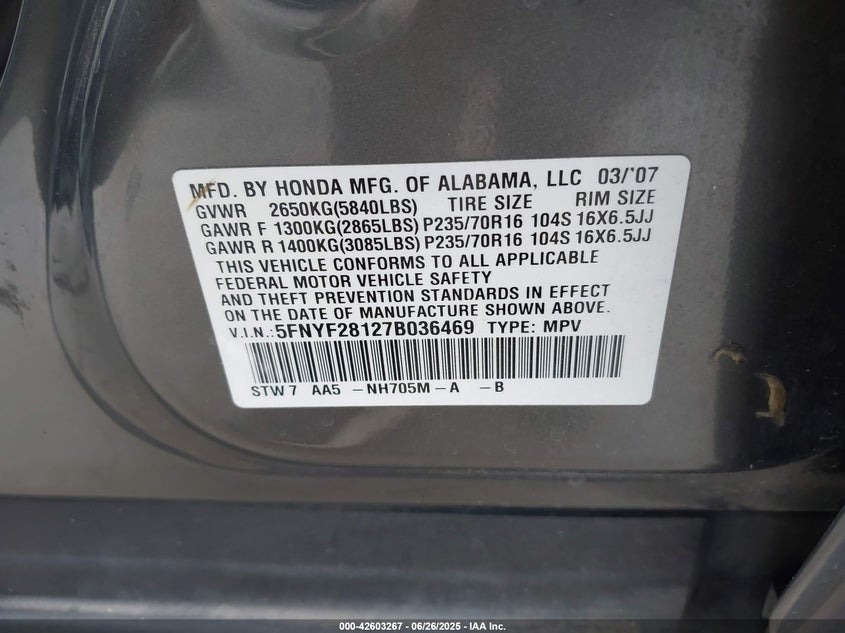 MFD. BY HONDA MFG. OF ALABAMA, LLC 03/'07
GVWR 2650KG(5840LBS) TIRE SIZE RIM SIZE
GAWR F 1300KG(2865LBS) P235/70R16 104S 16X6.5JJ
GAWR R 1400KG(3085LBS) P235/70R16 104S 16X6.5JJ
THIS VEHICLE CONFORMS TO ALL APPLICABLE
FEDERAL MOTOR VEHICLE SAFETY
AND THEFT PREVENTION STANDARDS IN EFFECT
ON THE DATE OF MANUFACTURE SHOWN ABOVE.
V.I.N.:5FNYF28127B036469 TYPE: MPV
STW7 AA5 -NH705M-A -B
000-42603267 - 06/26/2025 - IAA Inc.